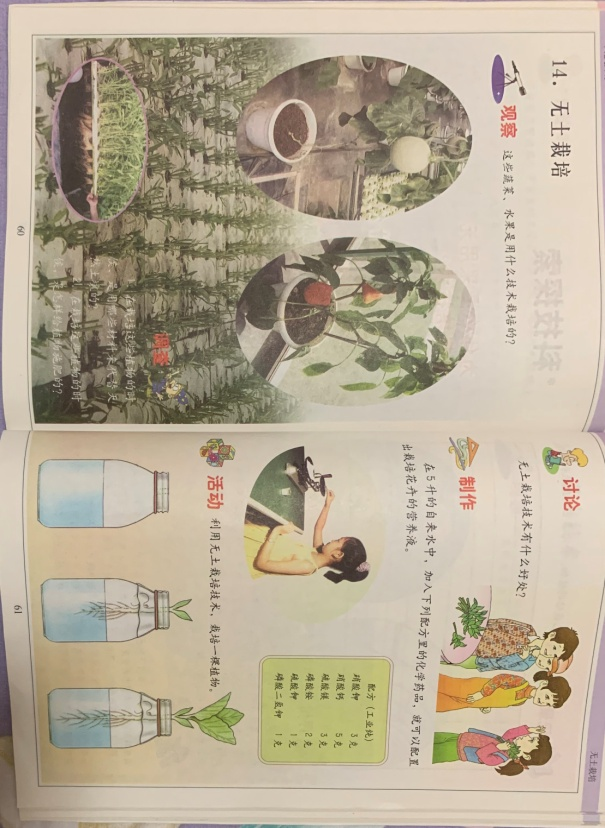 14. 无土栽培
观察
这些蔬菜、水果是用什么技术栽培的?
60
无土栽培
讨论
无土栽培技术有什么好处?
制作
在5升的自来水中,加入下列配方里的化学药品,就可以配置
出栽培花卉的营养液。
配方(工业纯)
硝酸钾 3克
硝酸钙 5克
硫酸镁 3克
磷酸铵 2克
硫酸钾 1克
磷酸二氢钾 1克
活动
利用无土栽培技术,栽培一棵植物。
61